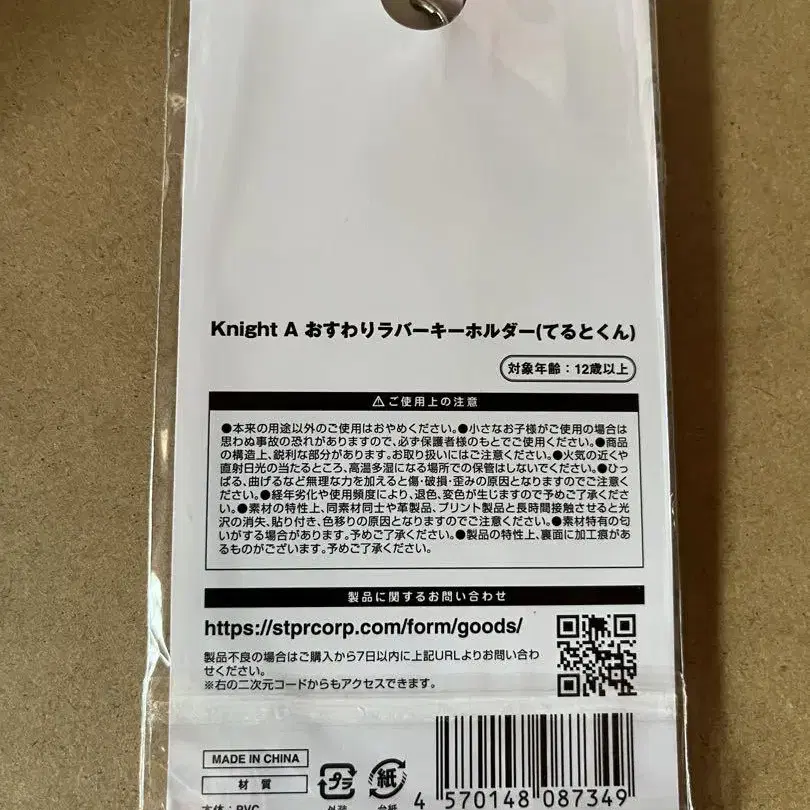 Knight A おすわりラバーキーホルダー(てるとくん)
対象年齢：12歳以上
⚠ご使用上の注意
●本来の用途以外のご使用はおやめください。●小さなお子様がご使用の場合は
思わぬ事故の恐れがありますので、必ず保護者様のもとでご使用ください。●商品
の構造上、鋭利な部分があります。お取り扱いにはご注意ください。●火気の近くや
直射日光の当たるところ、高温多湿になる場所での保管はしないでください。●ひっ
ぱる、曲げるなど無理な力を加えると傷・破損・歪みの原因となりますのでご注意く
ださい。●経年劣化や使用頻度により、退色、変色が生じますので予めご了承くださ
い。●素材の特性上、同素材同士や革製品、プリント製品と長時間接触させると光
沢の消失、貼り付き、色移りの原因となりますのでご注意ください。●素材特有の匂
いがする場合があります。予めご了承ください。●製品の特性上、裏面に加工痕があ
るものがございます。予めご了承ください。
製品に関するお問い合わせ
https://stprcorp.com/form/goods/
製品不良の場合はご購入から7日以内に上記URLよりお問い合わ
せください。
※右の二次元コードからもアクセスできます。
MADE IN CHINA
材質
本体：PVC
プラ
外装
紙
台紙
4 570148 087349